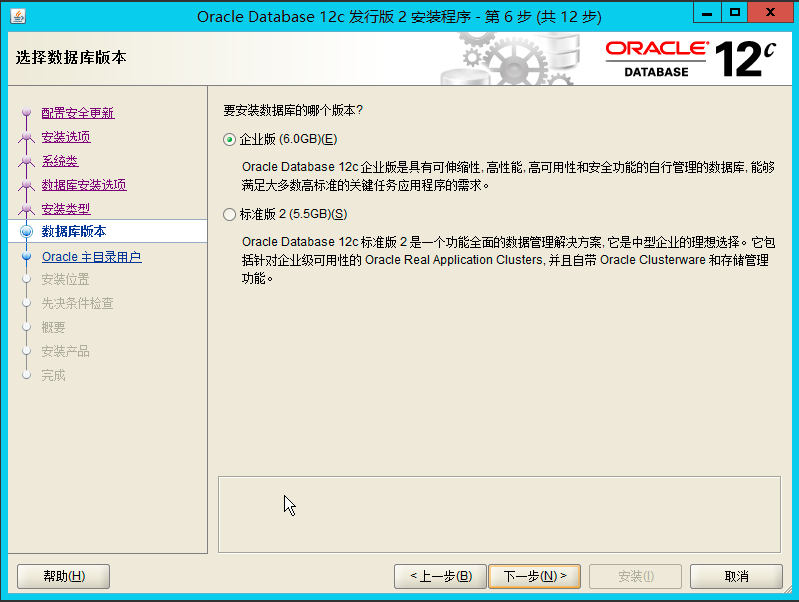 Oracle Database 12c 发行版 2 安装程序 - 第 6 步 (共 12 步)
选择数据库版本
ORACLE®
DATABASE
12c
配置安全更新
安装选项
系统类
数据库安装选项
安装类型
数据库版本
Oracle 主目录用户
安装位置
先决条件检查
概要
安装产品
完成
要安装数据库的哪个版本?
企业版 (6.0GB)(E)
Oracle Database 12c 企业版是具有可伸缩性, 高性能, 高可用性和安全功能的自行管理的数据库, 能够
满足大多数高标准的关键任务应用程序的需求。
标准版 2 (5.5GB)(S)
Oracle Database 12c 标准版 2 是一个功能全面的数据管理解决方案, 它是中型企业的理想选择。它包
括针对企业级可用性的 Oracle Real Application Clusters, 并且自带 Oracle Clusterware 和存储管理
功能。
帮助(H)
< 上一步(B)
下一步(N) >
安装(I)
取消